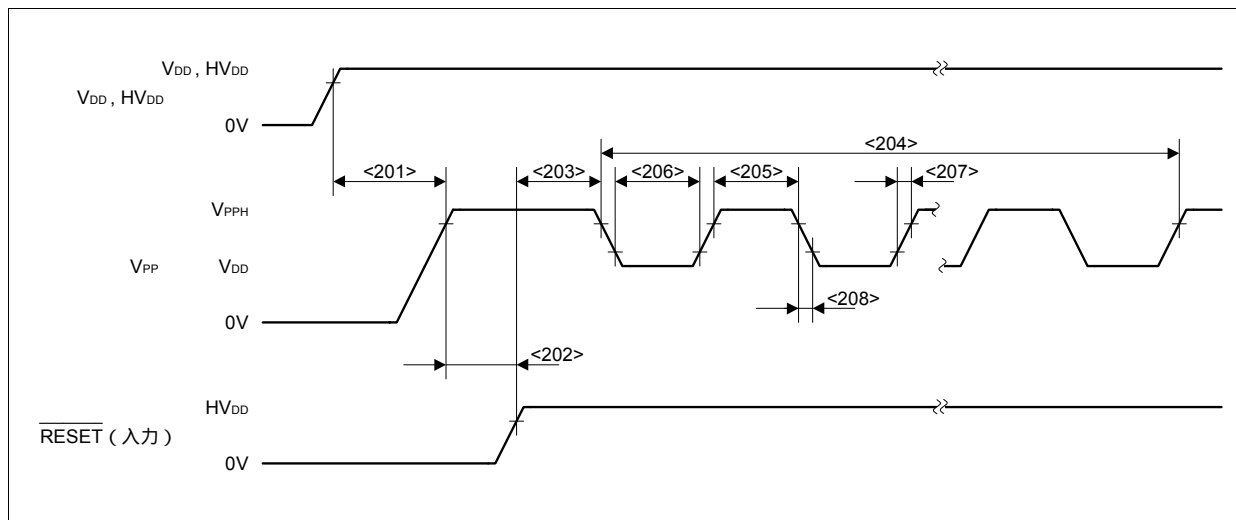 VDD , HVDD
VDD , HVDD
0V
<204>
<201>
<203>
<206>
<205>
<207>
VPPH
VPP
VDD
<208>
0V
<202>
HVDD
RESET ( 入力 )
0V